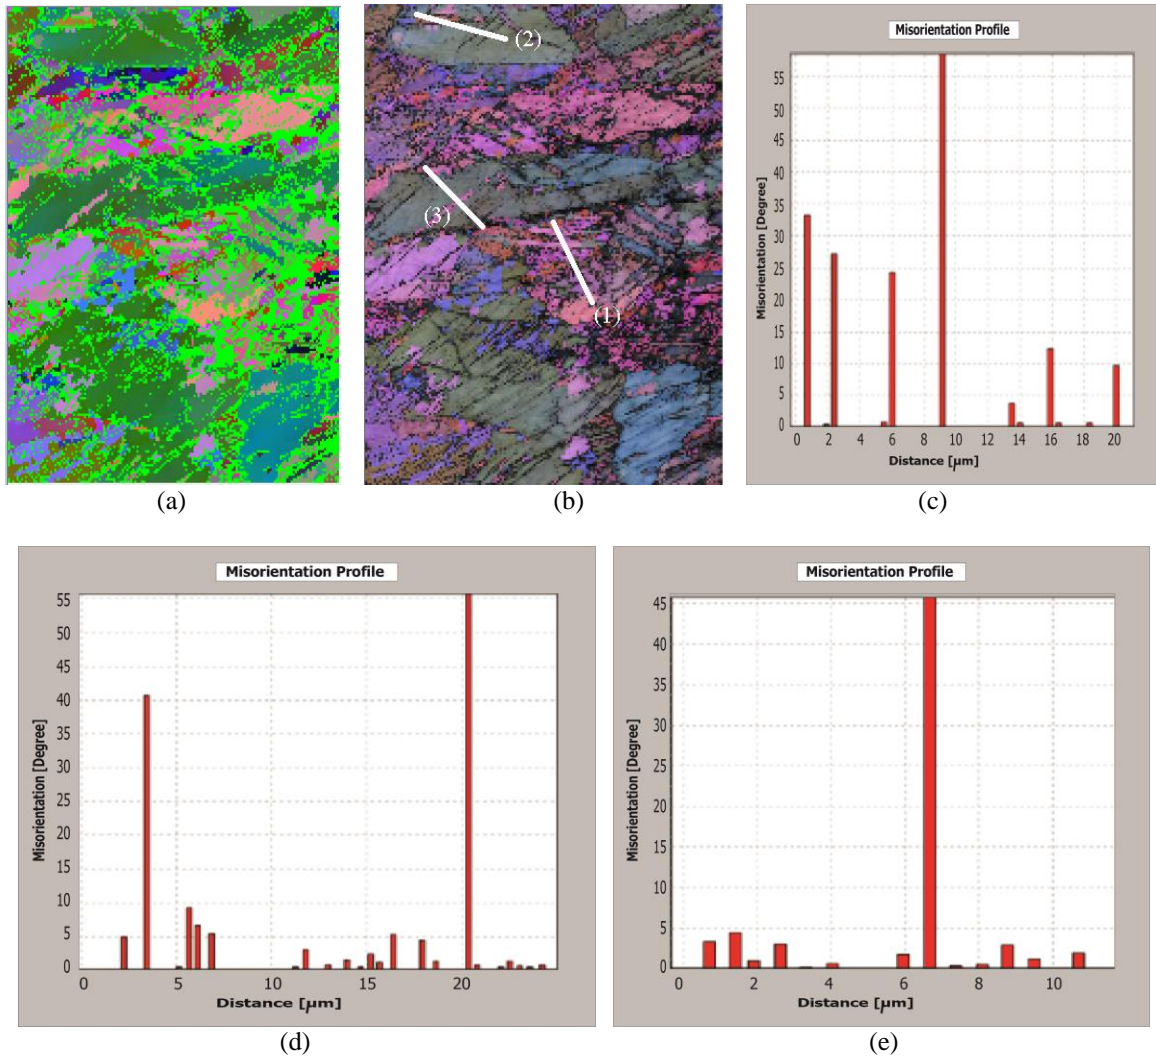 (2)
(3)
(1)
(a)
(b)
Misorientation Profile
Misorientation [Degree]
55
50
45
40
35
30
25
20
15
10
5
0
0 2 4 6 8 10 12 14 16 18 20
Distance [µm]
(c)
Misorientation Profile
Misorientation [Degree]
55
50
45
40
35
30
25
20
15
10
5
0
0 5 10 15 20
Distance [µm]
(d)
Misorientation Profile
Misorientation [Degree]
45
40
35
30
25
20
15
10
5
0
0 2 4 6 8 10
Distance [µm]
(e)